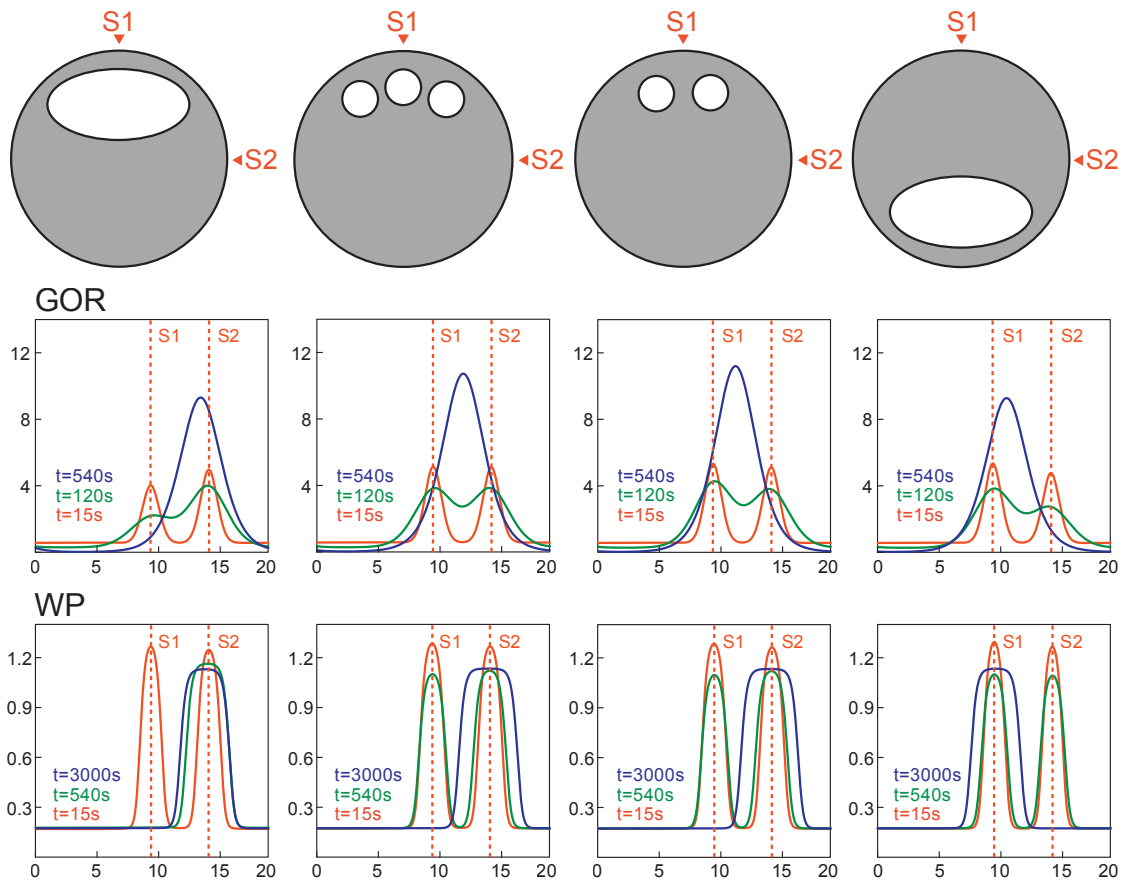 S1 S1 S1 S1
S2 S2 S2 S2
GOR
S1 S2 S1 S2 S1 S2 S1 S2
12 12 12 12
8 8 8 8
t=540s t=540s t=540s t=540s
4 t=120s 4 t=120s 4 t=120s 4 t=120s
t=15s t=15s t=15s t=15s
0 5 10 15 20 0 5 10 15 20 0 5 10 15 20 0 5 10 15 20
WP
S1 S2 S1 S2 S1 S2 S1 S2
1.2 1.2 1.2 1.2
0.9 0.9 0.9 0.9
0.6 0.6 0.6 0.6
t=3000s t=3000s t=3000s t=3000s
0.3 t=540s 0.3 t=540s 0.3 t=540s 0.3 t=540s
t=15s t=15s t=15s t=15s
0 5 10 15 20 0 5 10 15 20 0 5 10 15 20 0 5 10 15 20